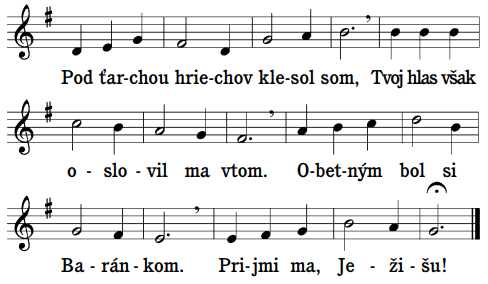 Pod ťar-chou hrie-chov kle-sol som, Tvoj hlas však
o - slo - vil ma vtom. O-bet-ným bol si
Ba - rán - kom. Pri-jmi ma, Je - ži - šu!